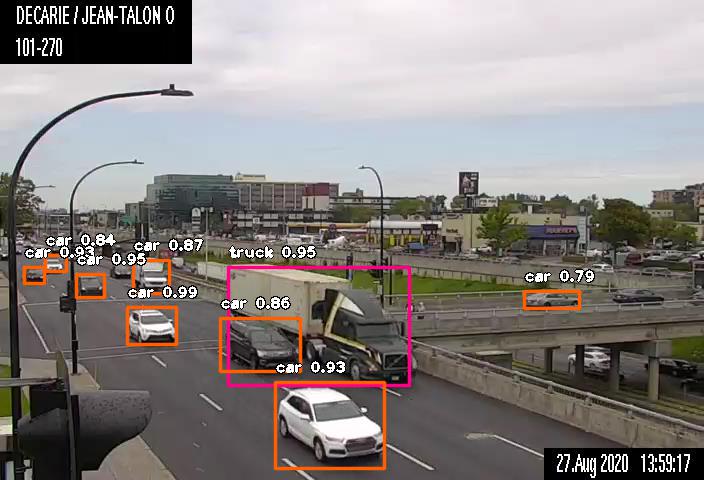 DECARIE / JEAN-TALON O
101-270
car 0.84
car 0.93
car 0.95
car 0.87
truck 0.95
car 0.79
car 0.99
car 0.86
car 0.93
27.Aug 2020 13:59:17